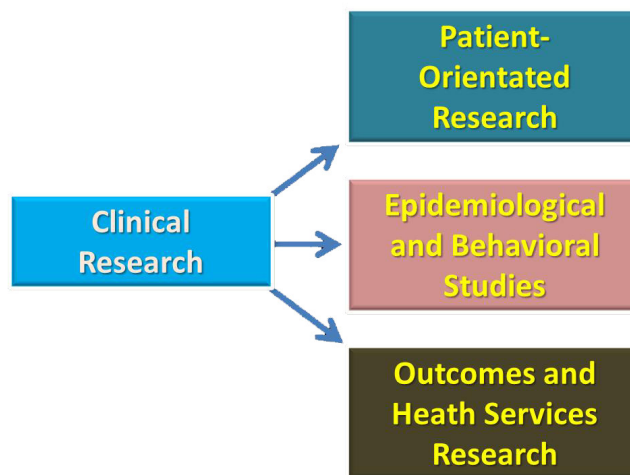 Patient-
Orientated
Research
Clinical
Research
Epidemiological
and Behavioral
Studies
Outcomes and
Heath Services
Research